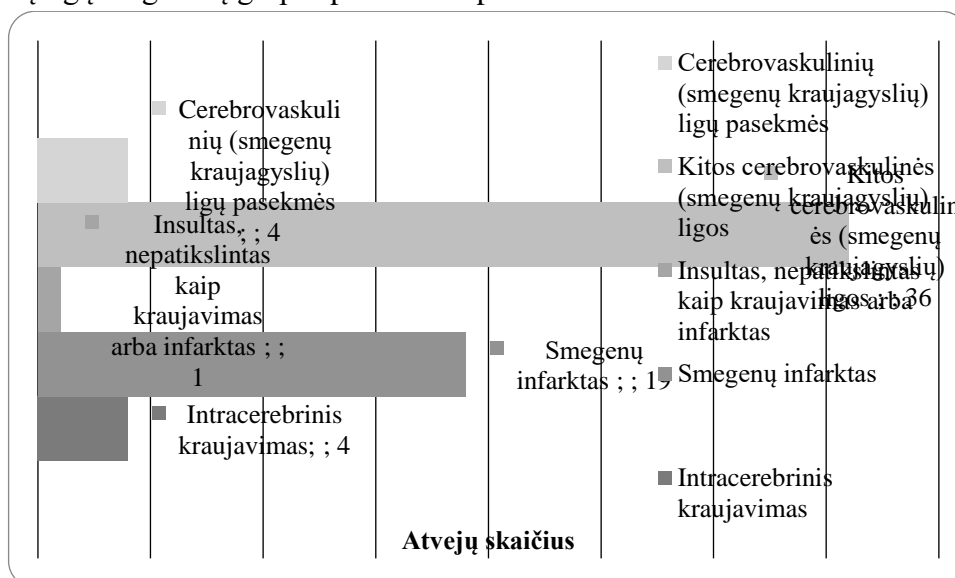 Cerebrovaskuli
nių (smegenų
kraujagyslių)
ligų pasekmės
; ; 4
Insultas,
nepatikslintas
kaip
kraujavimas
arba infarktas ; ;
1
Kitos
cerebrovaskulin
ės (smegenų
kraujagyslių)
ligos ; ; 36
Smegenų
infarktas ; ; 19
Intracerebrinis
kraujavimas; ; 4
Cerebrovaskulinių
(smegenų kraujagyslių)
ligų pasekmės
Kitos cerebrovaskulinės
(smegenų kraujagyslių)
ligos
Insultas, nepatikslintas
kaip kraujavimas arba
infarktas
Smegenų infarktas
Intracerebrinis
kraujavimas
Atvejų skaičius